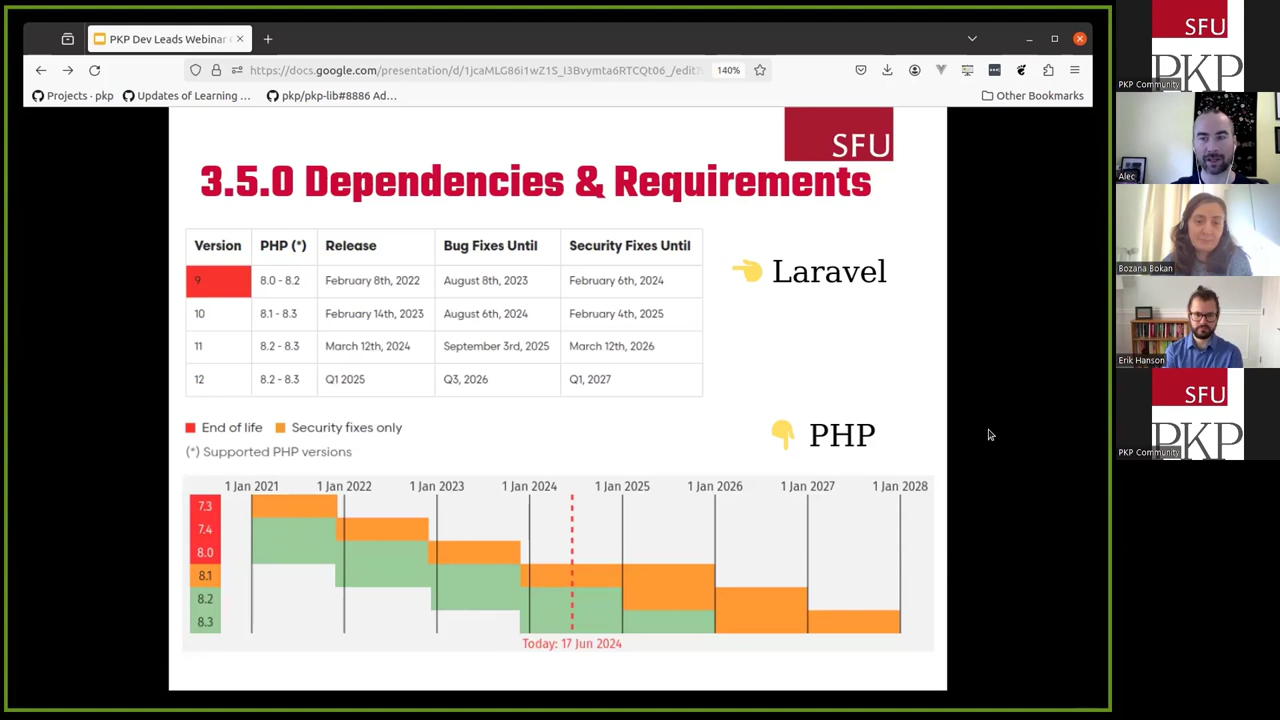 PKP Dev Leads Webinar
https://docs.google.com/presentation/d/1jcaMLG86i1wZ1S_I3Bvymta6RTCQt06_/edit?
140%
Projects · pkp
Updates of Learning ...
pkp/pkp-lib#8886 Ad...
Other Bookmarks
SFU
3.5.0 Dependencies & Requirements
Version PHP (*) Release Bug Fixes Until Security Fixes Until
9 8.0 - 8.2 February 8th, 2022 August 8th, 2023 February 6th, 2024
10 8.1 - 8.3 February 14th, 2023 August 6th, 2024 February 4th, 2025
11 8.2 - 8.3 March 12th, 2024 September 3rd, 2025 March 12th, 2026
12 8.2 - 8.3 Q1 2025 Q3, 2026 Q1, 2027
Laravel
End of life Security fixes only
(*) Supported PHP versions
PHP
1 Jan 2021 1 Jan 2022 1 Jan 2023 1 Jan 2024 1 Jan 2025 1 Jan 2026 1 Jan 2027 1 Jan 2028
7.3
7.4
8.0
8.1
8.2
8.3
Today: 17 Jun 2024
SFU
PKP
PKP Community
Alec
Bozana Bokan
Erik Hanson
SFU
PKP
PKP Community